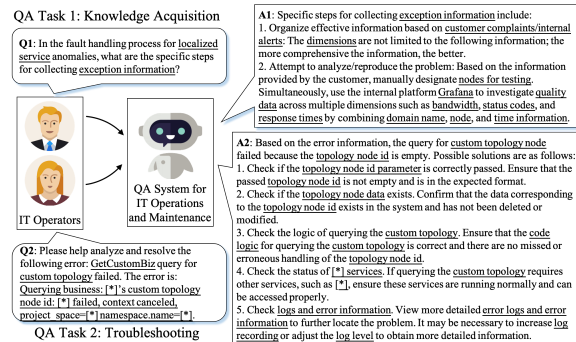 QA Task 1: Knowledge Acquisition
Q1: In the fault handling process for localized
service anomalies, what are the specific steps
for collecting exception information?
IT Operators
QA System for
IT Operations
and Maintenance
Q2: Please help analyze and resolve the
following error: GetCustomBiz query for
custom topology failed. The error is:
Querying business: [*]'s custom topology
node id: [*] failed, context canceled,
project_space=[*] namespace.name=[*].
QA Task 2: Troubleshooting
A1: Specific steps for collecting exception information include:
1. Organize effective information based on customer complaints/internal
alerts: The dimensions are not limited to the following information; the
more comprehensive the information, the better.
2. Attempt to analyze/reproduce the problem: Based on the information
provided by the customer, manually designate nodes for testing.
Simultaneously, use the internal platform Grafana to investigate quality
data across multiple dimensions such as bandwidth, status codes, and
response times by combining domain name, node, and time information.
A2: Based on the error information, the query for custom topology node
failed because the topology node id is empty. Possible solutions are as follows:
1. Check if the topology node id parameter is correctly passed. Ensure that the
passed topology node id is not empty and is in the expected format.
2. Check if the topology node data exists. Confirm that the data corresponding
to the topology node id exists in the system and has not been deleted or
modified.
3. Check the logic of querying the custom topology. Ensure that the code
logic for querying the custom topology is correct and there are no missed or
erroneous handling of the topology node id.
4. Check the status of [*] services. If querying the custom topology requires
other services, such as [*], ensure these services are running normally and can
be accessed properly.
5. Check logs and error information. View more detailed error logs and error
information to further locate the problem. It may be necessary to increase log
recording or adjust the log level to obtain more detailed information.